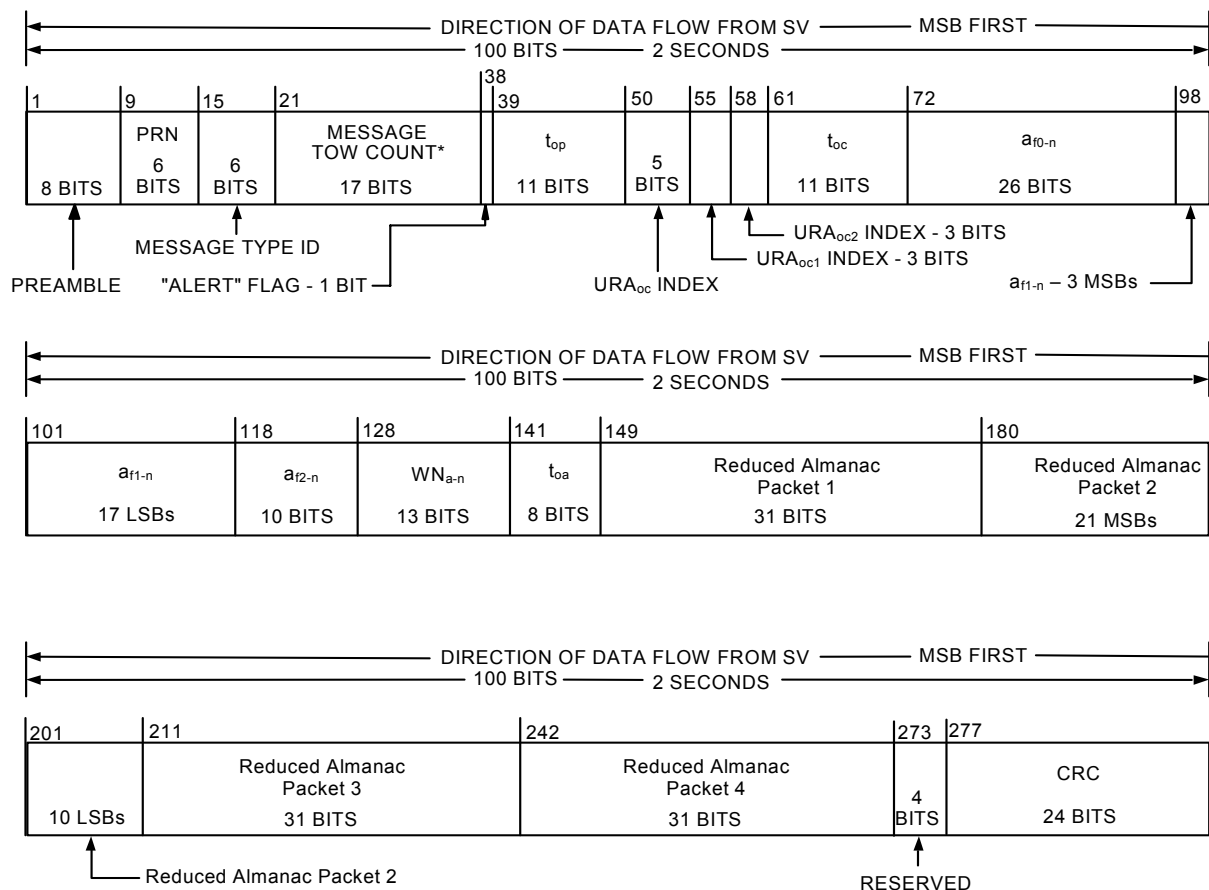 DIRECTION OF DATA FLOW FROM SV MSB FIRST
100 BITS 2 SECONDS
1 9 15 21 38 39 50 55 58 61 72 98
8 BITS
PRN
6
BITS
6
BITS
MESSAGE
TOW COUNT*
17 BITS
top
11 BITS
5
BITS
toc
11 BITS
af0-n
26 BITS
PREAMBLE
MESSAGE TYPE ID
"ALERT" FLAG - 1 BIT
URAoc INDEX
URAoc2 INDEX - 3 BITS
URAoc1 INDEX - 3 BITS
af1-n – 3 MSBs
DIRECTION OF DATA FLOW FROM SV MSB FIRST
100 BITS 2 SECONDS
101 118 128 141 149 180
af1-n
17 LSBs
af2-n
10 BITS
WNa-n
13 BITS
toa
8 BITS
Reduced Almanac
Packet 1
31 BITS
Reduced Almanac
Packet 2
21 MSBs
DIRECTION OF DATA FLOW FROM SV MSB FIRST
100 BITS 2 SECONDS
201 211 242 273 277
10 LSBs
Reduced Almanac
Packet 3
31 BITS
Reduced Almanac
Packet 4
31 BITS
4
BITS
CRC
24 BITS
Reduced Almanac Packet 2
RESERVED